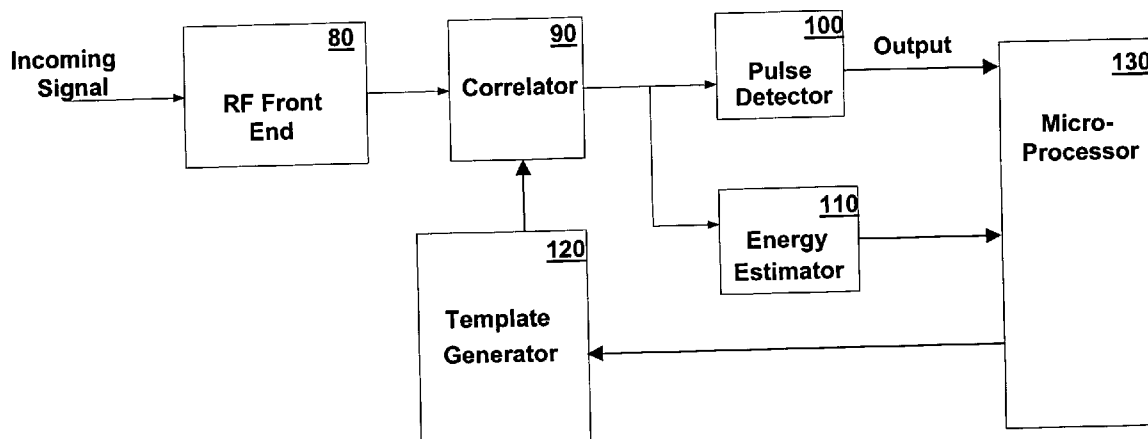 Incoming
Signal
80
RF Front
End
90
Correlator
100
Pulse
Detector
Output
130
Micro-
Processor
110
Energy
Estimator
120
Template
Generator